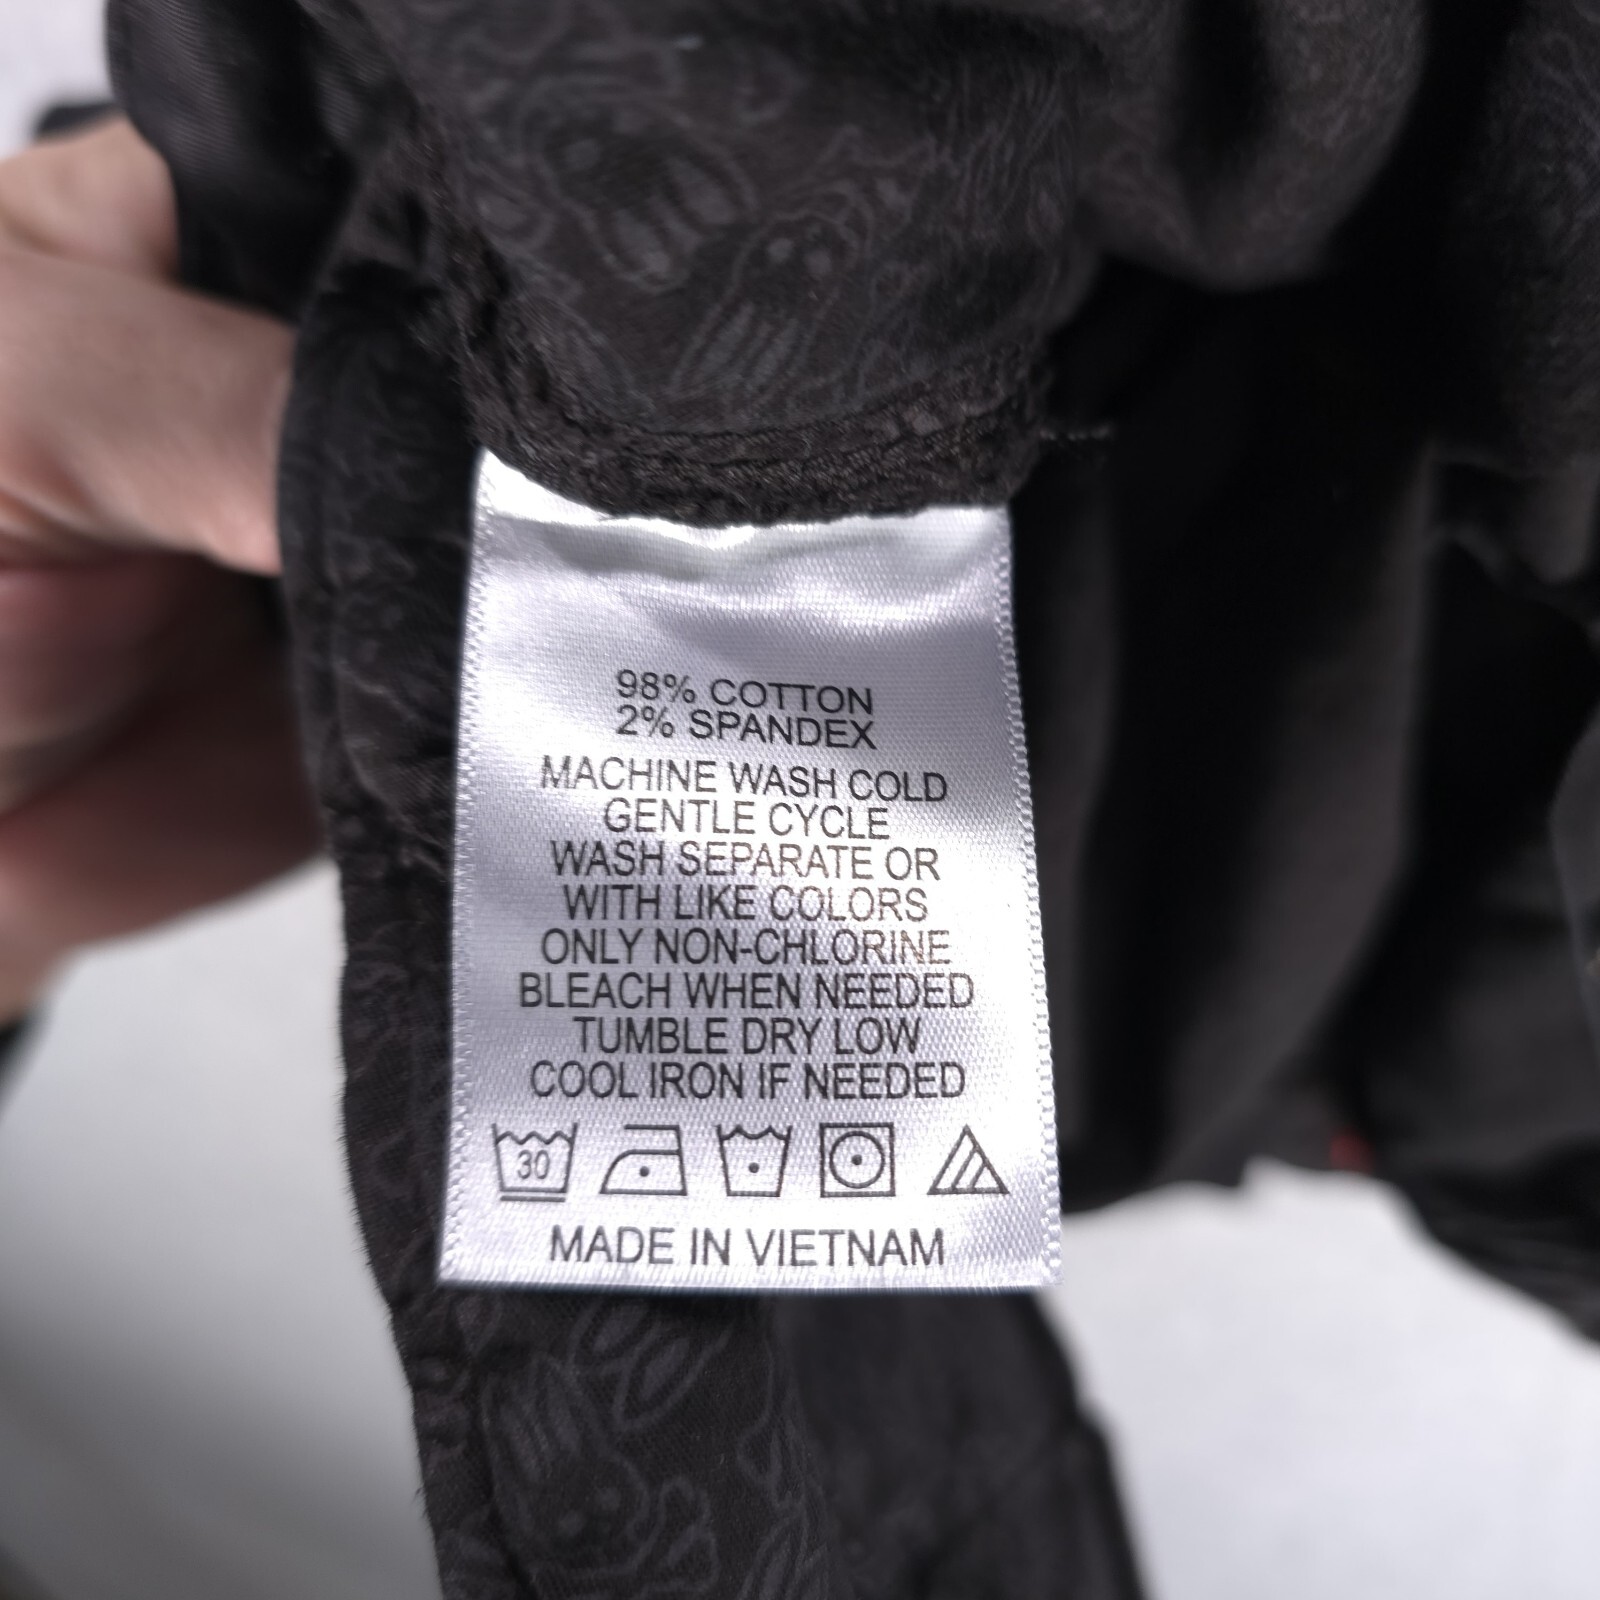 98% COTTON
2% SPANDEX
MACHINE WASH COLD
GENTLE CYCLE
WASH SEPARATE OR
WITH LIKE COLORS
ONLY NON-CHLORINE
BLEACH WHEN NEEDED
TUMBLE DRY LOW
COOL IRON IF NEEDED
30
MADE IN VIETNAM